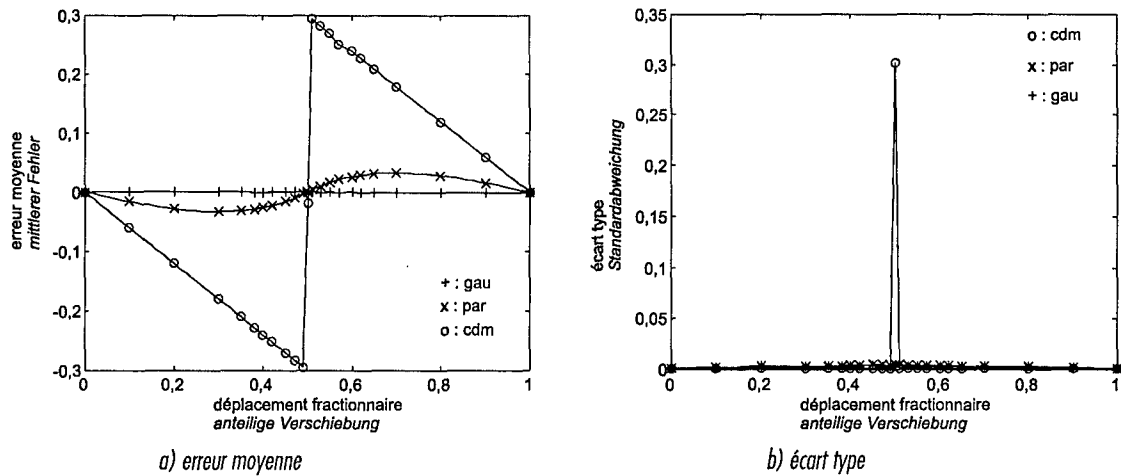 0,3
0,2
0,1
0
-0,1
-0,2
-0,3
erreur moyenne
mittlerer Fehler
+ : gau
x : par
o : cdm
0
0,2
0,4
0,6
0,8
1
déplacement fractionnaire
anteilige Verschiebung
a) erreur moyenne
0,35
0,3
0,25
0,2
0,15
0,1
0,05
0
écart type
Standardabweichung
o : cdm
x : par
+ : gau
0
0,2
0,4
0,6
0,8
1
déplacement fractionnaire
anteilige Verschiebung
b) écart type